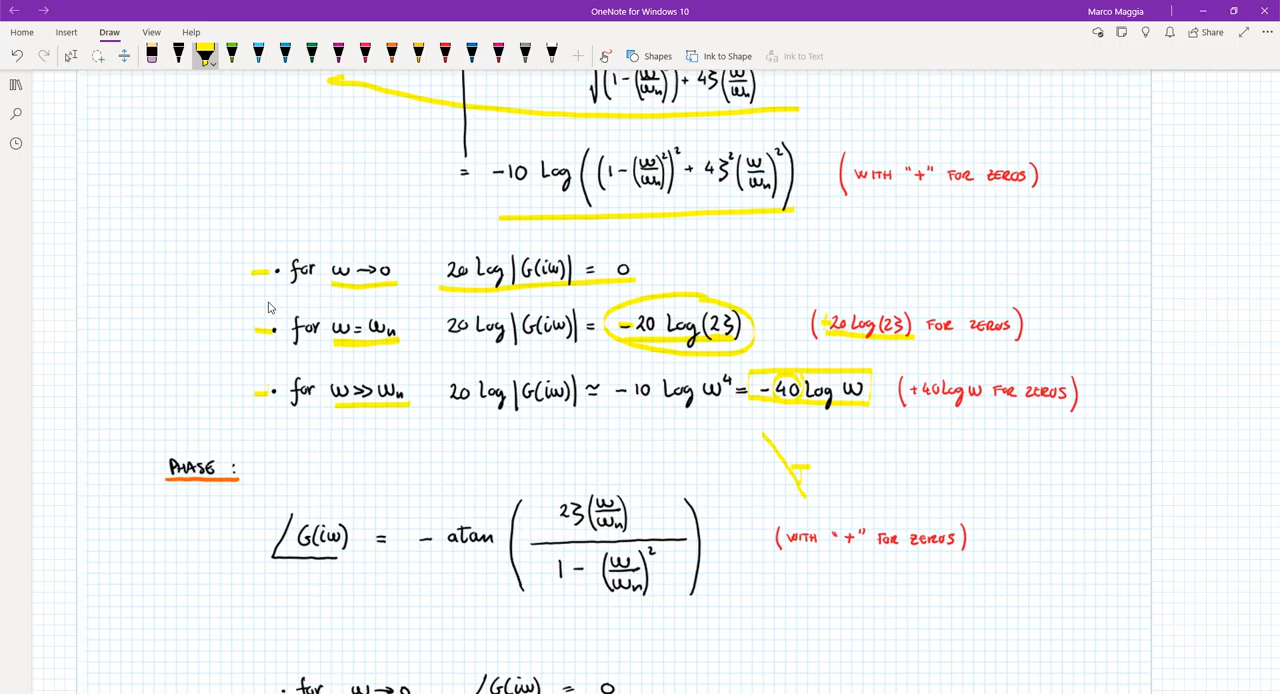 OneNote for Windows 10
Marco Maggia
Home Insert Draw View Help
Share
Shapes Ink to Shape Ink to Text
√((1-(ω/ωn)) + 4ζ(ω/ωn)
= -10 Log((1-(ω/ωn)²)² + 4ζ²(ω/ωn)²) (WITH "+" FOR ZEROS)
• for ω→0 20 Log|G(iω)| = 0
• for ω=ωn 20 Log|G(iω)| = -20 Log(2ζ) (20 Log(2ζ) FOR ZEROS)
• for ω≫ωn 20 Log|G(iω)| ≃ -10 Log ω⁴ = -40 Log ω (+40 Log ω FOR ZEROS)
PHASE :
∠G(iω) = - atan(2ζ(ω/ωn) / (1 - (ω/ωn)²)) (WITH "+" FOR ZEROS)
• for ω→0 ∠G(iω) = 0